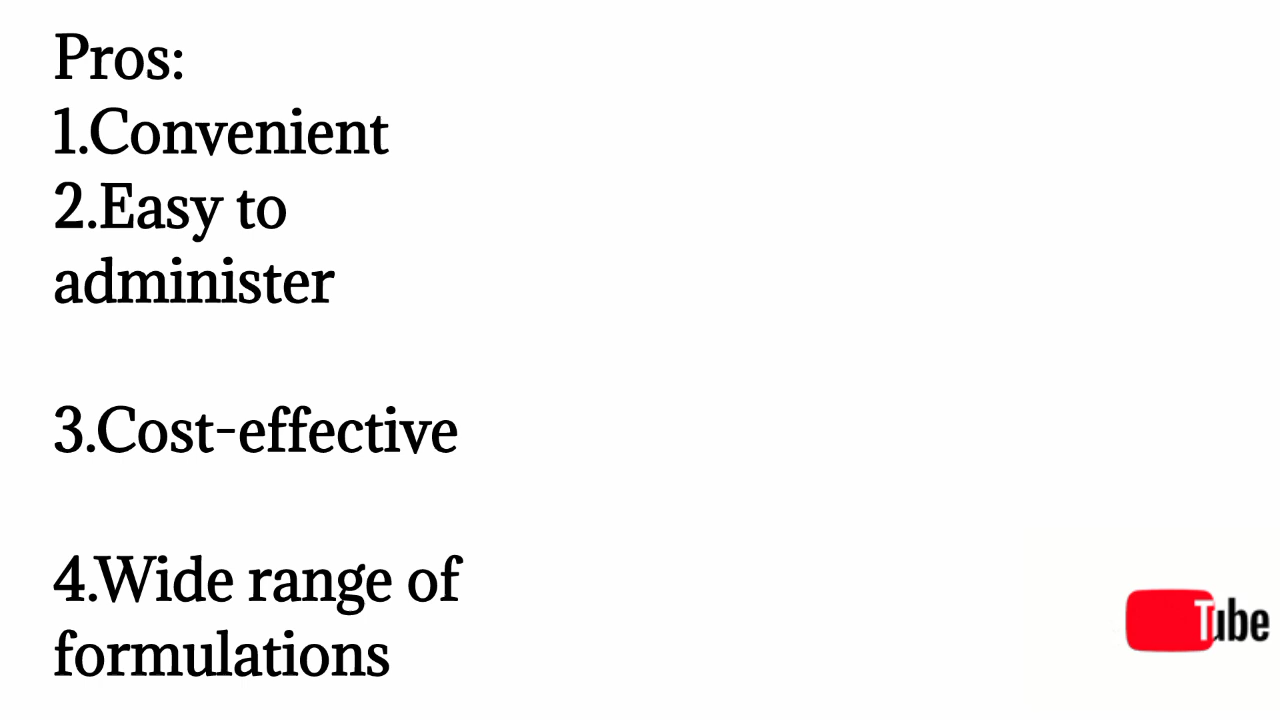 Pros:
1.Convenient
2.Easy to
administer
3.Cost-effective
4.Wide range of
formulations
Tube